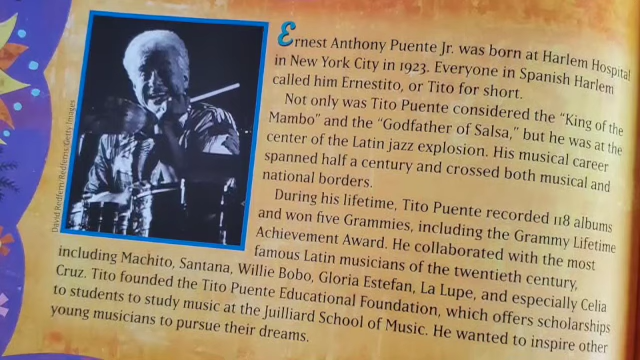 Ernest Anthony Puente Jr. was born at Harlem Hospital
in New York City in 1923. Everyone in Spanish Harlem
called him Ernestito, or Tito for short.
Not only was Tito Puente considered the “King of the
Mambo” and the “Godfather of Salsa,” but he was at the
center of the Latin jazz explosion. His musical career
spanned half a century and crossed both musical and
national borders.
During his lifetime, Tito Puente recorded 118 albums
and won five Grammies, including the Grammy Lifetime
Achievement Award. He collaborated with the most
famous Latin musicians of the twentieth century,
including Machito, Santana, Willie Bobo, Gloria Estefan, La Lupe, and especially Celia
Cruz. Tito founded the Tito Puente Educational Foundation, which offers scholarships
to students to study music at the Juilliard School of Music. He wanted to inspire other
young musicians to pursue their dreams.
David Redfern/Redferns/Getty Images